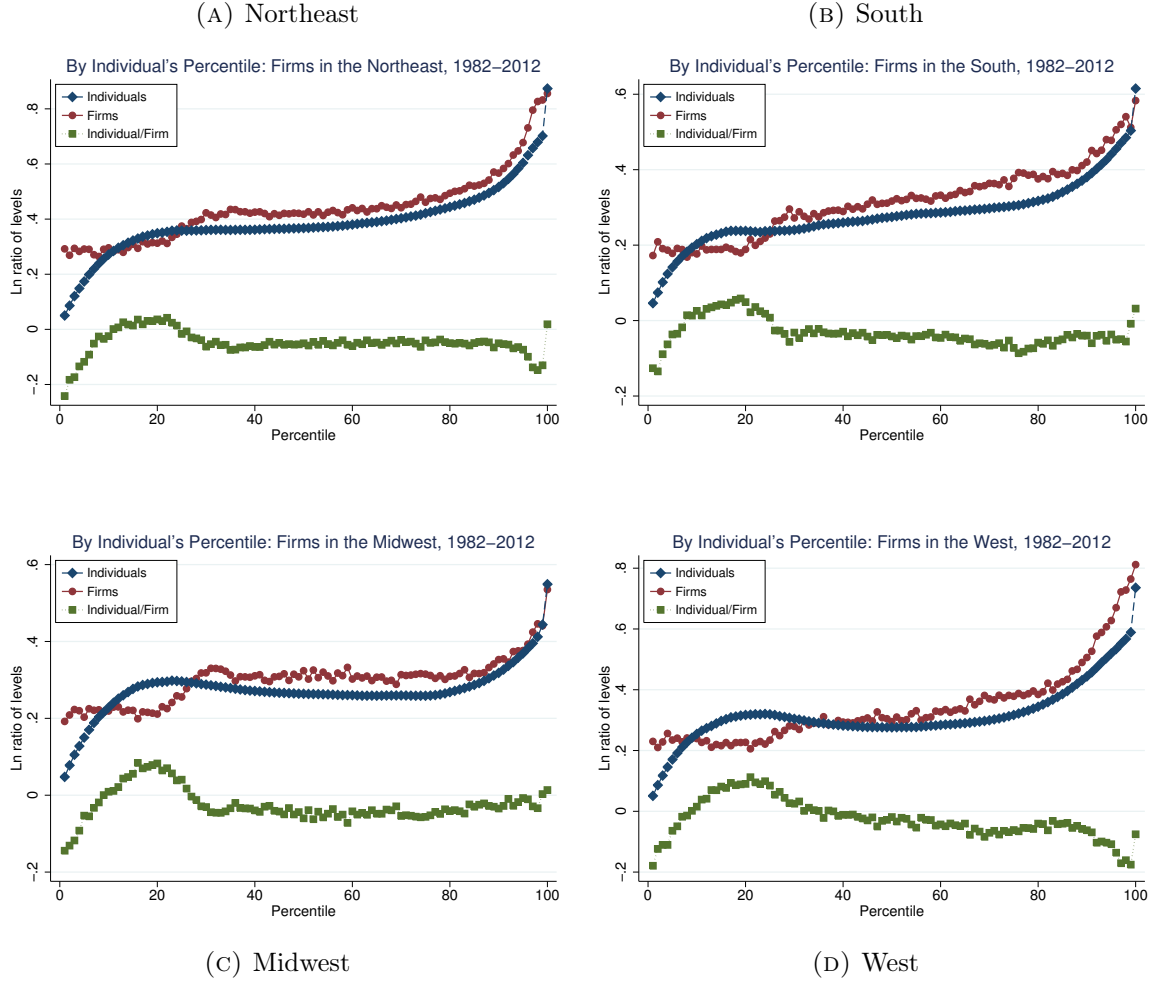 (A) Northeast
(B) South
By Individual's Percentile: Firms in the Northeast, 1982−2012
Individuals
Firms
Individual/Firm
Ln ratio of levels
−.2 0 .2 .4 .6 .8
0 20 40 60 80 100
Percentile
By Individual's Percentile: Firms in the South, 1982−2012
Individuals
Firms
Individual/Firm
Ln ratio of levels
−.2 0 .2 .4 .6
0 20 40 60 80 100
Percentile
By Individual's Percentile: Firms in the Midwest, 1982−2012
Individuals
Firms
Individual/Firm
Ln ratio of levels
−.2 0 .2 .4 .6
0 20 40 60 80 100
Percentile
By Individual's Percentile: Firms in the West, 1982−2012
Individuals
Firms
Individual/Firm
Ln ratio of levels
−.2 0 .2 .4 .6 .8
0 20 40 60 80 100
Percentile
(C) Midwest
(D) West